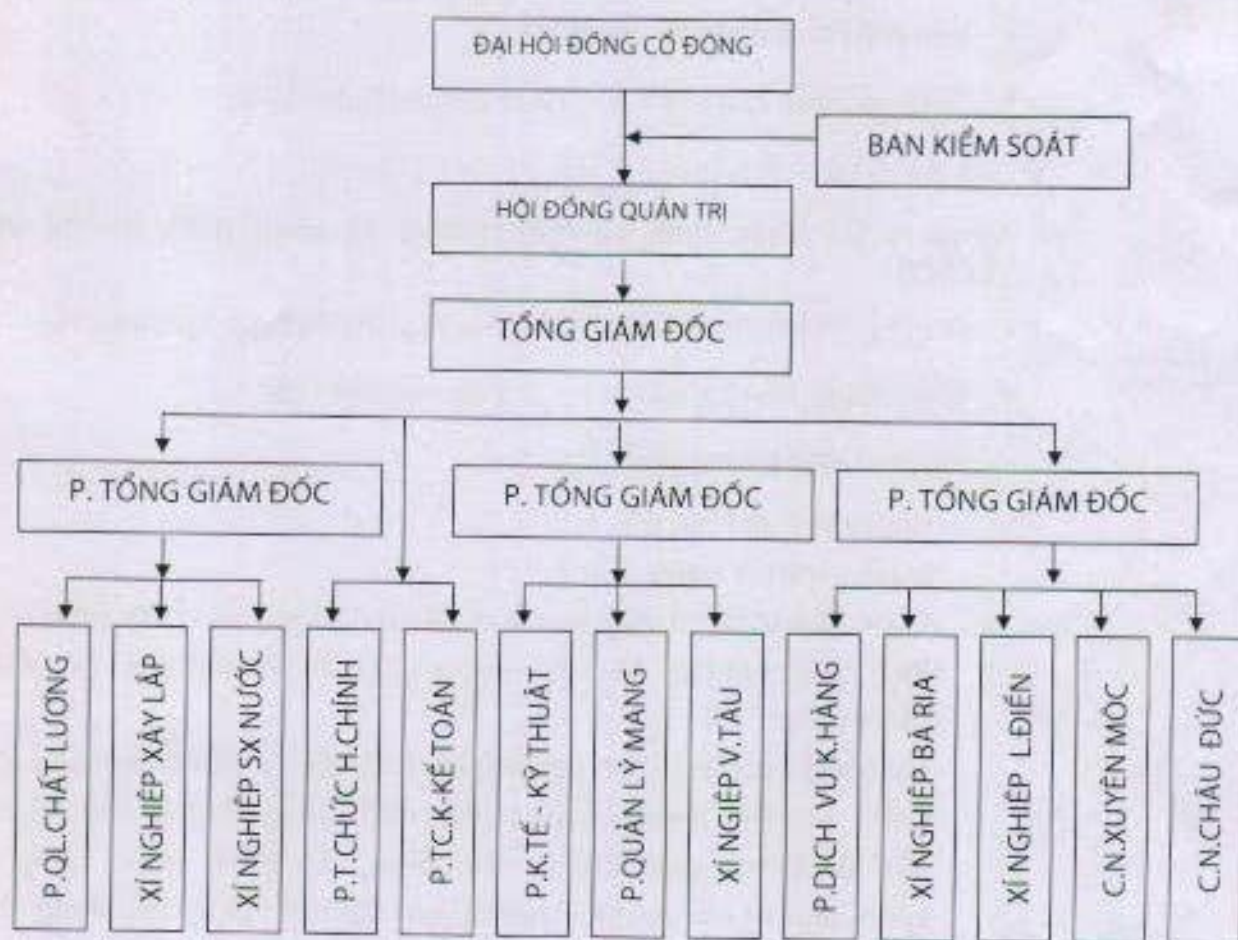 ĐẠI HỘI ĐỒNG CỔ ĐÔNG
BAN KIỂM SOÁT
HỘI ĐỒNG QUẢN TRỊ
TỔNG GIÁM ĐỐC
P. TỔNG GIÁM ĐỐC
P. TỔNG GIÁM ĐỐC
P. TỔNG GIÁM ĐỐC
P.QL.CHẤT LƯỢNG
XÍ NGHIỆP XÂY LẮP
XÍ NGHIỆP SX NƯỚC
P.T.CHỨC H.CHÍNH
P.TC.K-KẾ TOÁN
P.K.TẾ - KỸ THUẬT
P.QUẢN LÝ MẠNG
XÍ NGIỆP V.TÀU
P.DỊCH VỤ K.HÀNG
XÍ NGHIỆP BÀ RỊA
XÍ NGHIỆP L.ĐIỀN
C.N.XUYÊN MỘC
C.N.CHÂU ĐỨC